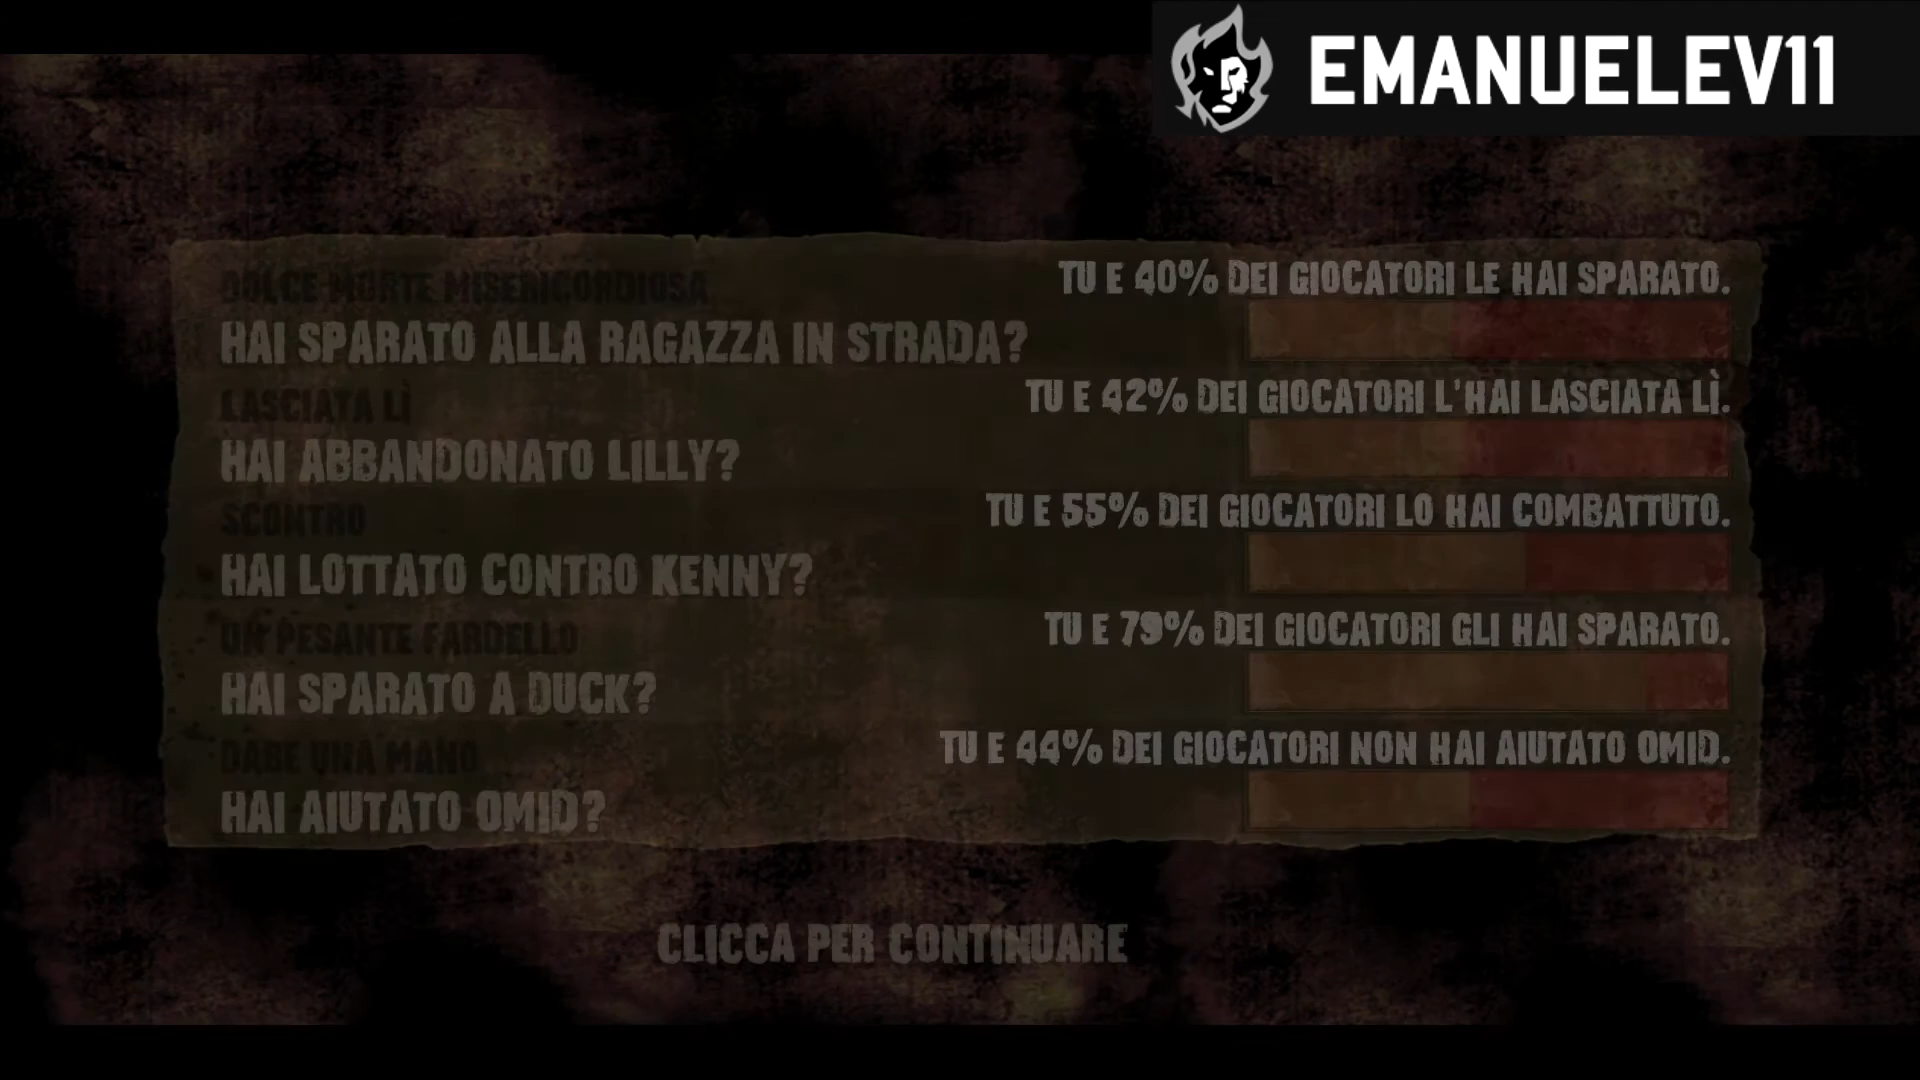 EMANUELEV11
DOLCE MORTE MISERICORDIOSA
TU E 40% DEI GIOCATORI LE HAI SPARATO.
HAI SPARATO ALLA RAGAZZA IN STRADA?
LASCIATA LÌ
TU E 42% DEI GIOCATORI L'HAI LASCIATA LÌ.
HAI ABBANDONATO LILLY?
SCONTRO
TU E 55% DEI GIOCATORI LO HAI COMBATTUTO.
HAI LOTTATO CONTRO KENNY?
UN PESANTE FARDELLO
TU E 79% DEI GIOCATORI GLI HAI SPARATO.
HAI SPARATO A DUCK?
DARE UNA MANO
TU E 44% DEI GIOCATORI NON HAI AIUTATO OMID.
HAI AIUTATO OMID?
CLICCA PER CONTINUARE